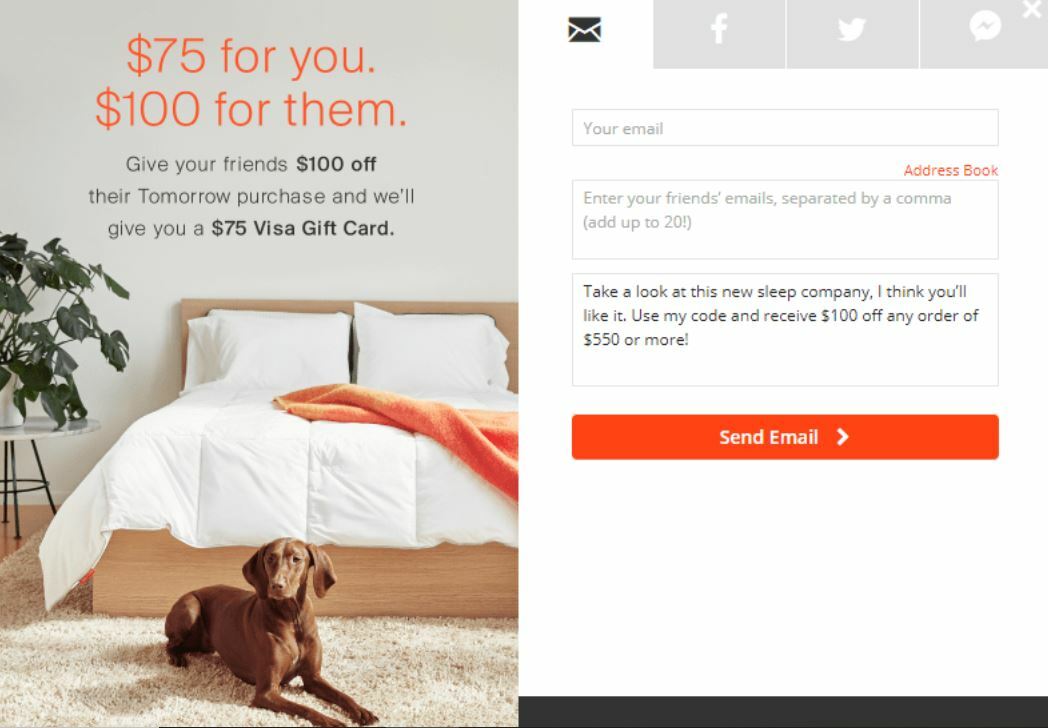 $75 for you.
$100 for them.
Give your friends $100 off
their Tomorrow purchase and we'll
give you a $75 Visa Gift Card.
Your email
Address Book
Enter your friends' emails, separated by a comma
(add up to 20!)
Take a look at this new sleep company, I think you'll
like it. Use my code and receive $100 off any order of
$550 or more!
Send Email